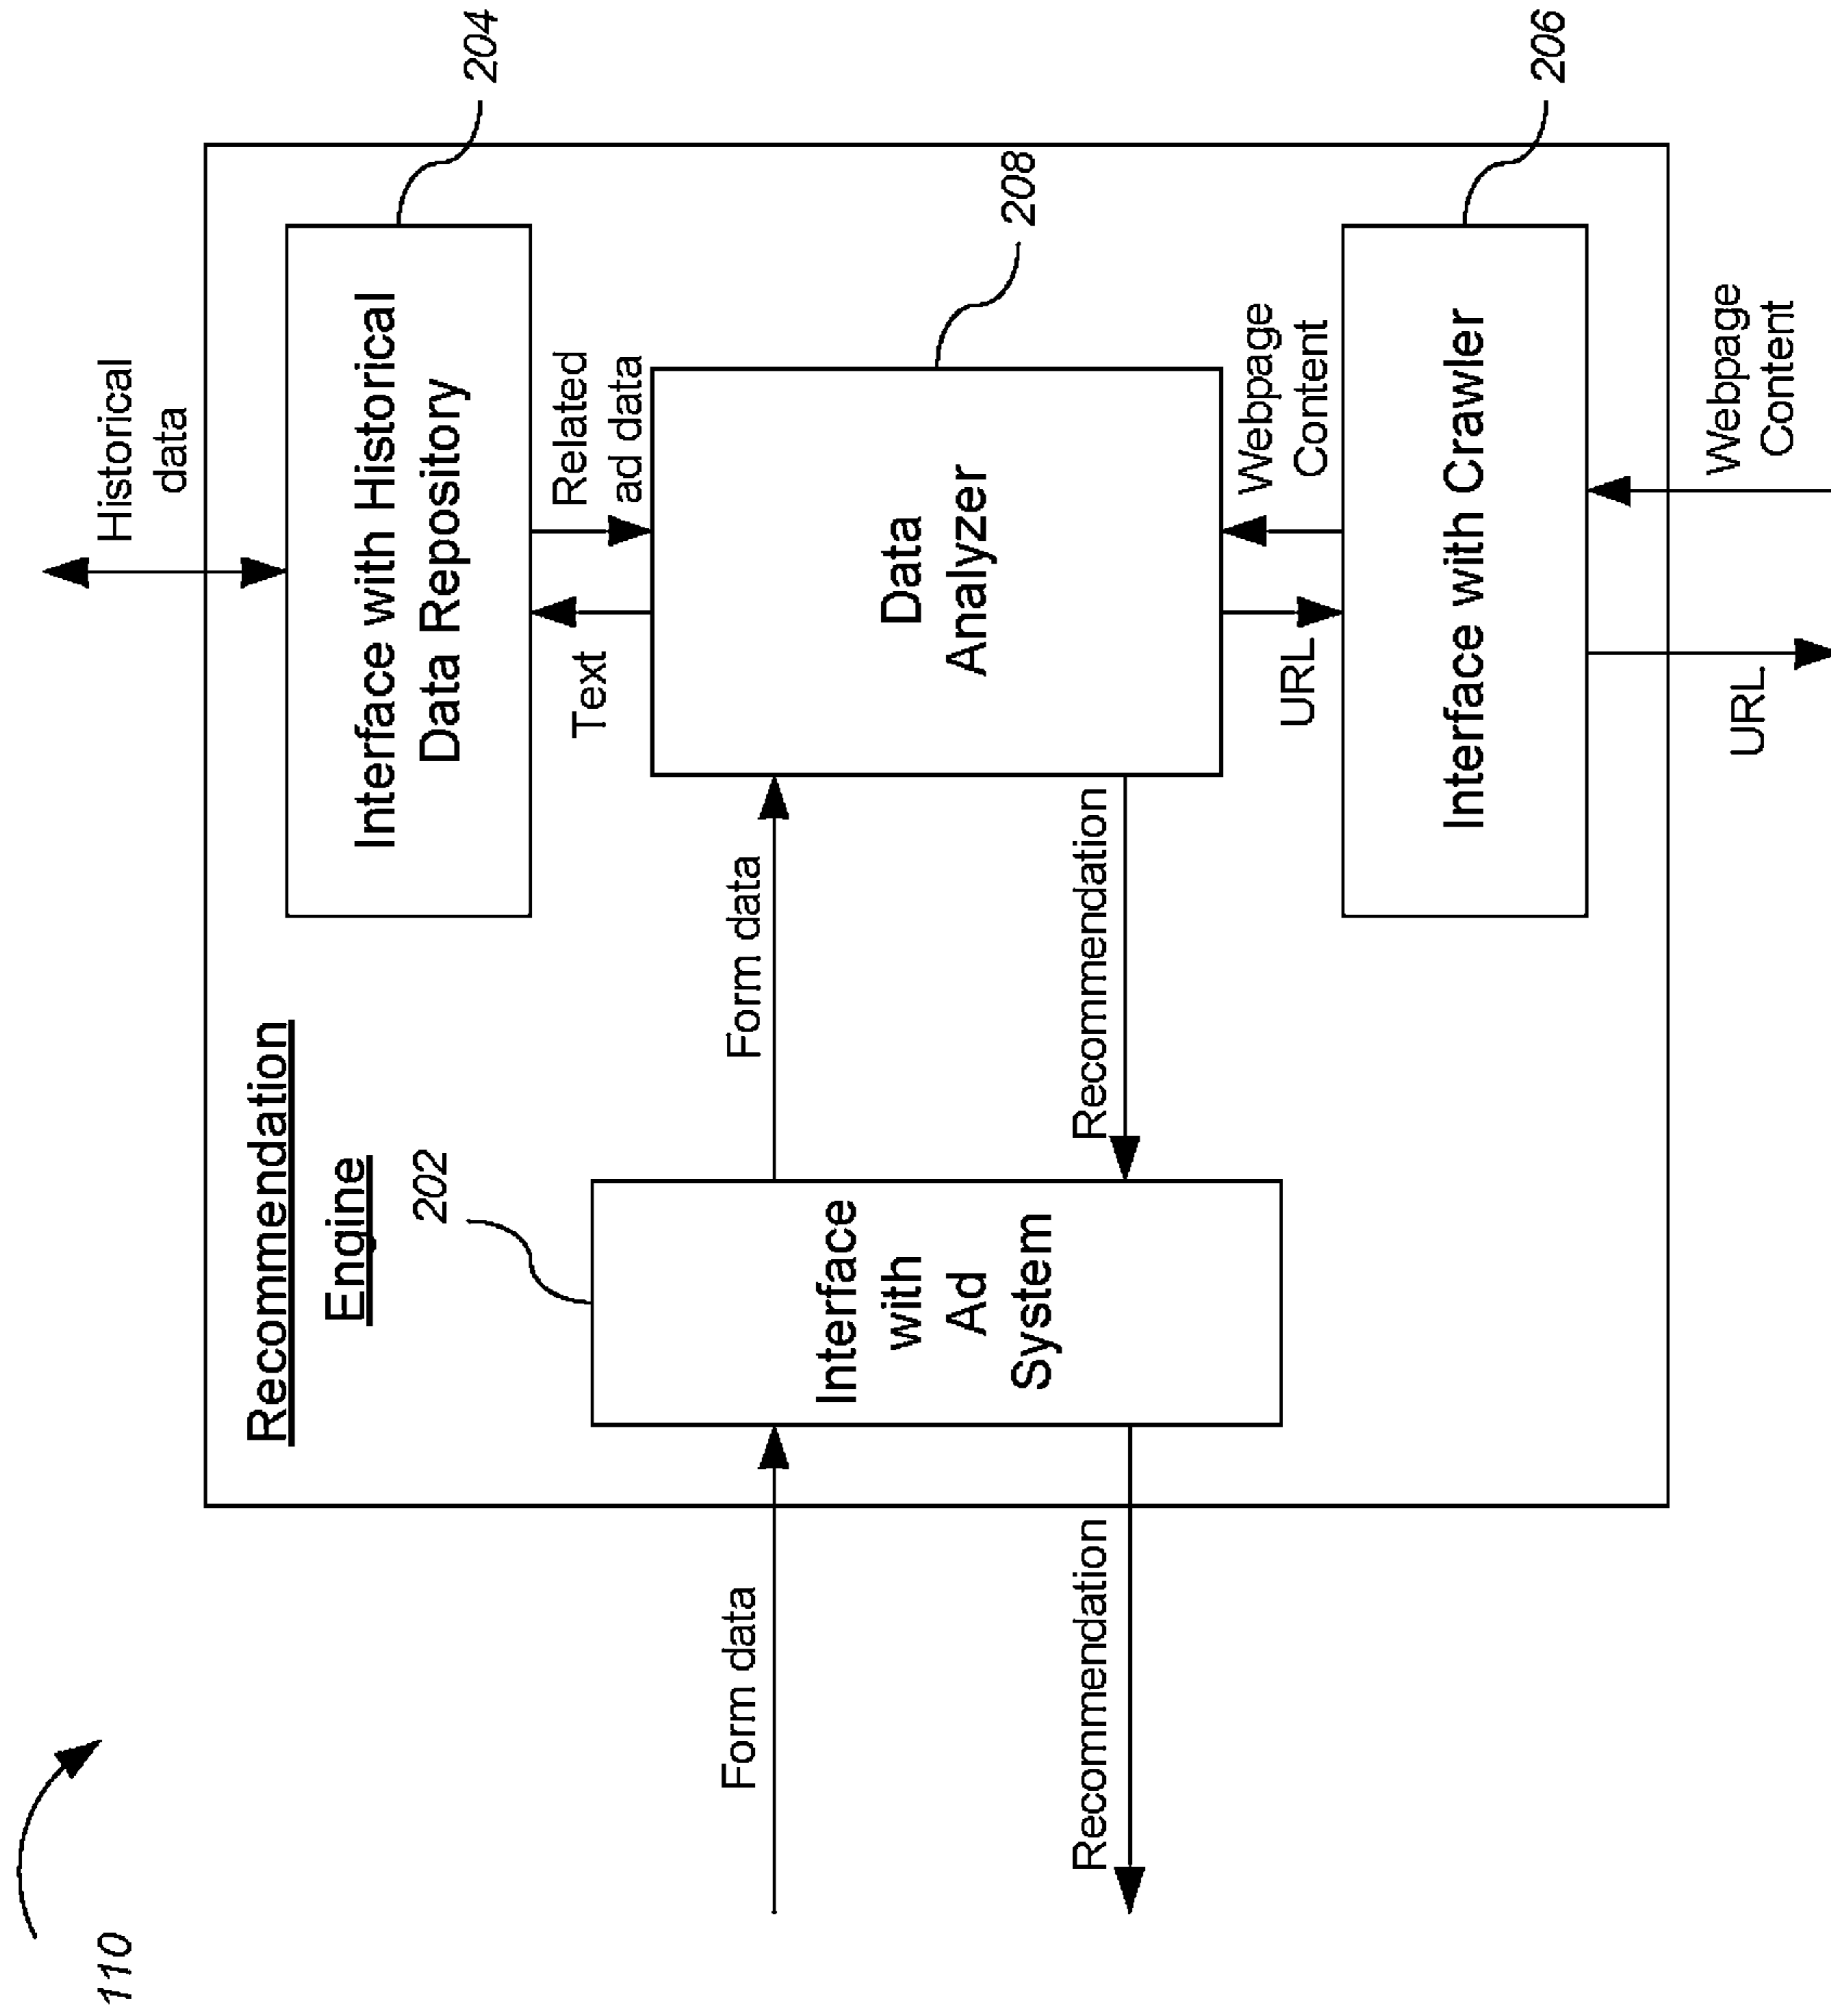 110
Historical
data
Recommendation
Engine
202
Interface with Historical
Data Repository
204
Text
Related
ad data
Form data
Form data
Interface
with
Ad
System
Data
Analyzer
208
Recommendation
Recommendation
URL
Webpage
Content
Interface with Crawler
206
URL
Webpage
Content